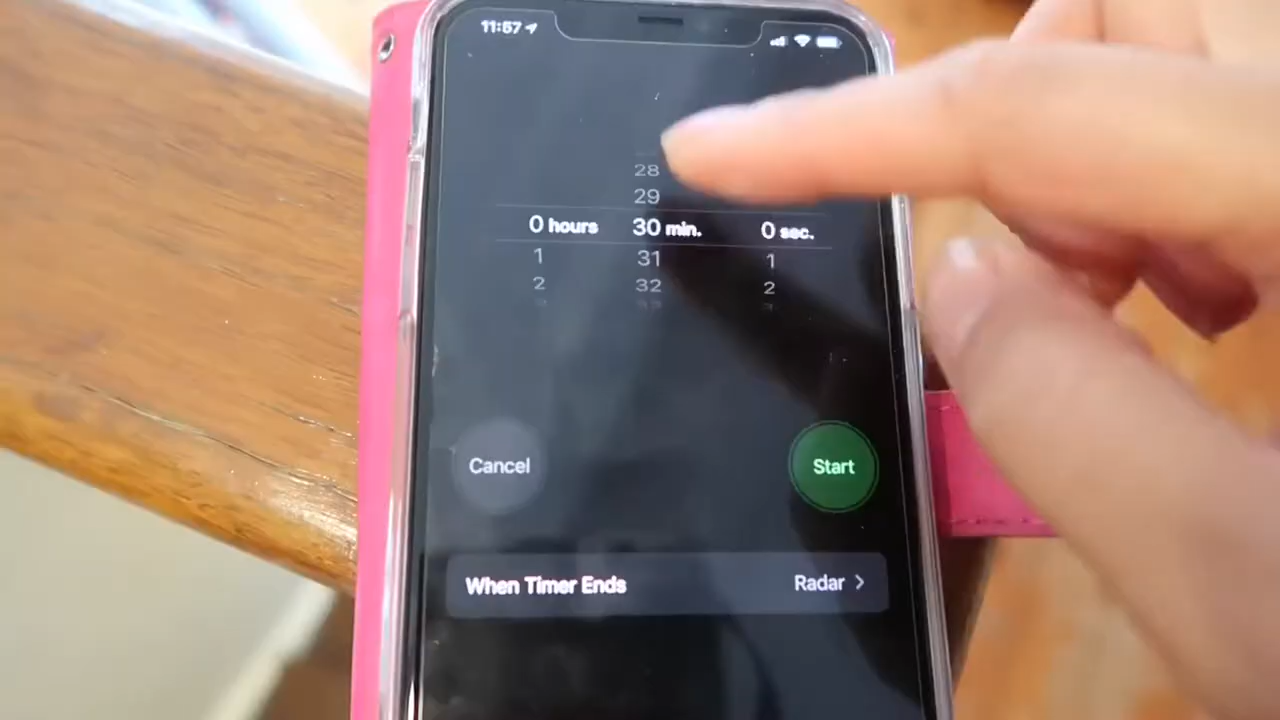 11:57
28
29
0 hours 30 min. 0 sec.
1 31 1
2 32 2
Cancel Start
When Timer Ends Radar